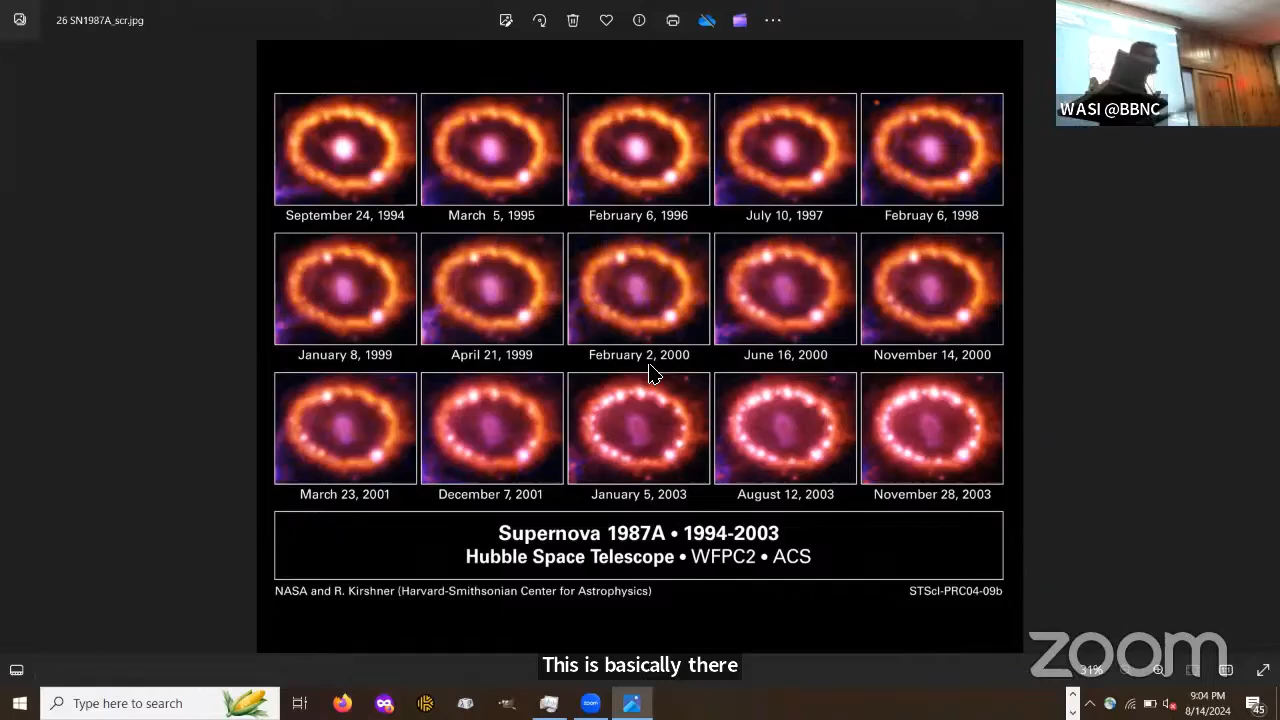 26 SN1987A_scr.jpg
WASI @BBNC
September 24, 1994
March 5, 1995
February 6, 1996
July 10, 1997
Februay 6, 1998
January 8, 1999
April 21, 1999
February 2, 2000
June 16, 2000
November 14, 2000
March 23, 2001
December 7, 2001
January 5, 2003
August 12, 2003
November 28, 2003
Supernova 1987A • 1994-2003
Hubble Space Telescope • WFPC2 • ACS
NASA and R. Kirshner (Harvard-Smithsonian Center for Astrophysics)
STScI-PRC04-09b
This is basically there
zoom
31%
Type here to search
9:04 PM
8/14/2024
45